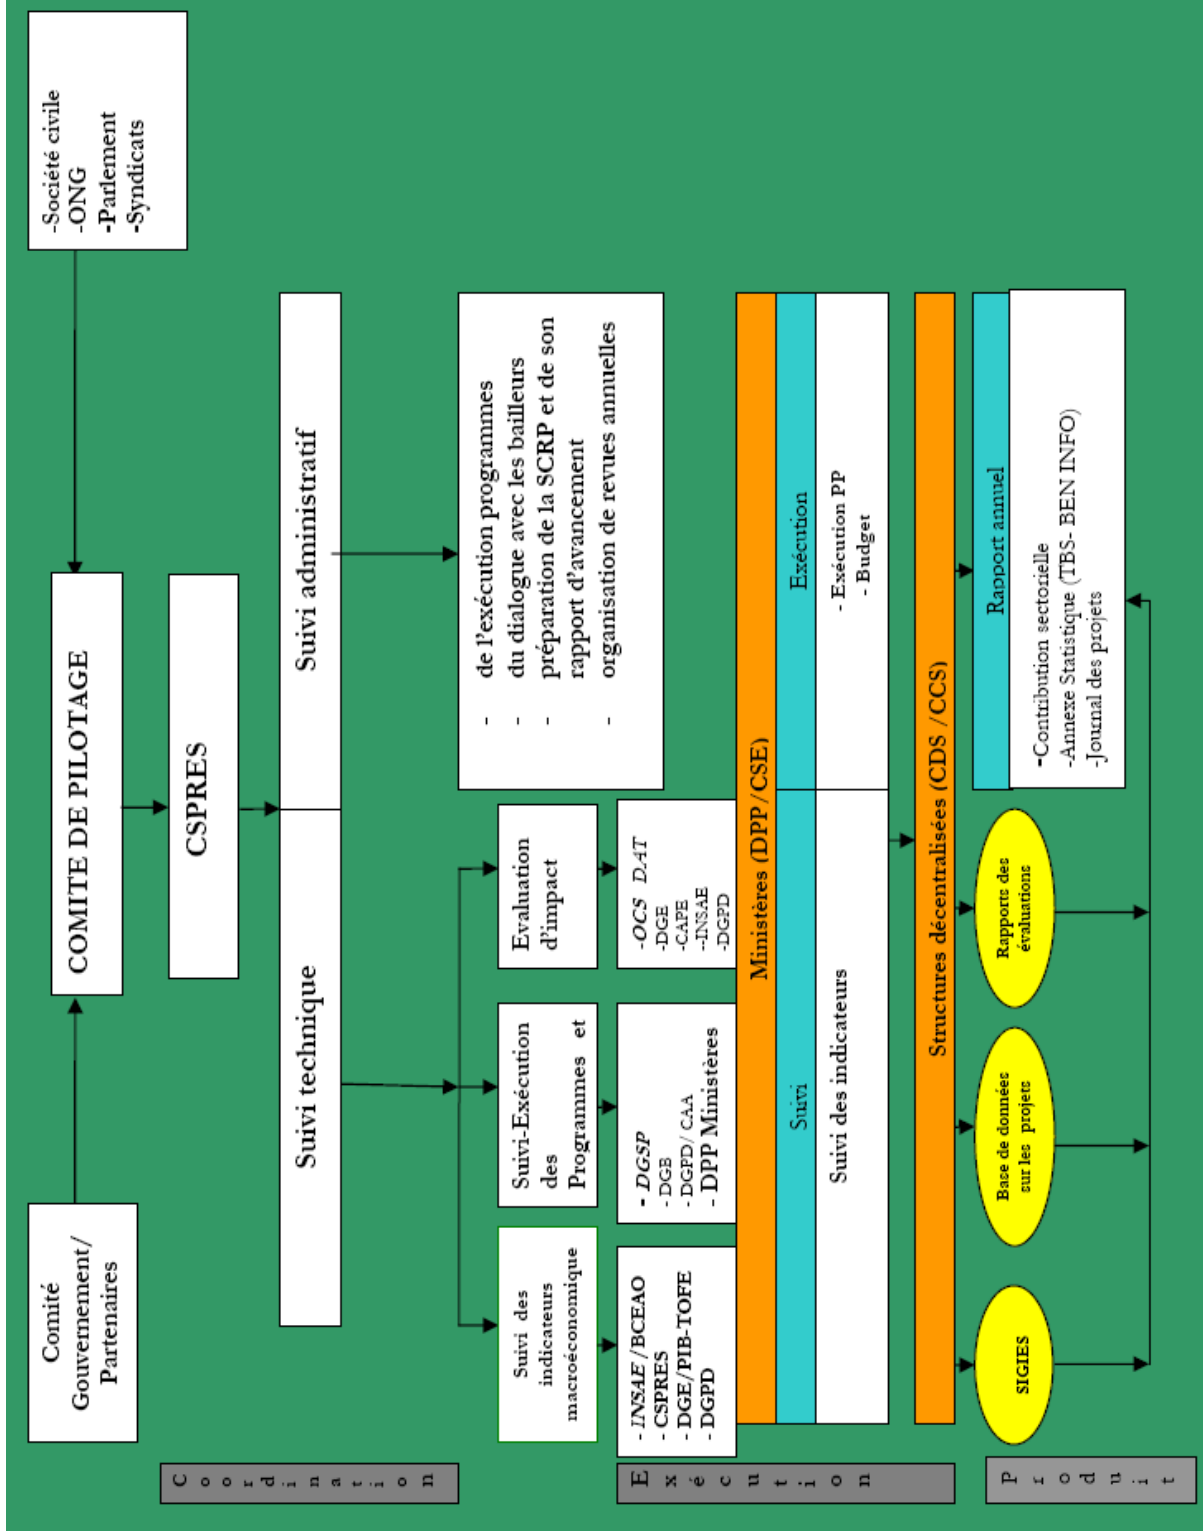 Comité
Gouvernement/
Partenaires
COMITE DE PILOTAGE
-Société civile
-ONG
-Parlement
-Syndicats
Coordination
CSPRES
Suivi technique
Suivi administratif
Suivi des
indicateurs
macroéconomique
Suivi-Exécution
des
Programmes et
Evaluation
d'impact
- de l'exécution programmes
- du dialogue avec les bailleurs
- préparation de la SCRP et de son
rapport d'avancement
- organisation de revues annuelles
Exécution
- INSAE/BCEAO
- CSPRES
- DGE/PIB-TOFE
- DGPD
- DGSP
- DGB
- DGPD/ CAA
- DPP Ministères
-OCS DAT
-DGE
-CAPE
--INSAE
-DGPD
Ministères (DPP/CSE)
Suivi
Exécution
Suivi des indicateurs
- Exécution PP
- Budget
Structures décentralisées (CDS /CCS)
Produit
SIGIES
Base de données
sur les projets
Rapports des
évaluations
Rapport annuel
-Contribution sectorielle
-Annexe Statistique (TBS- BEN INFO)
-Journal des projets